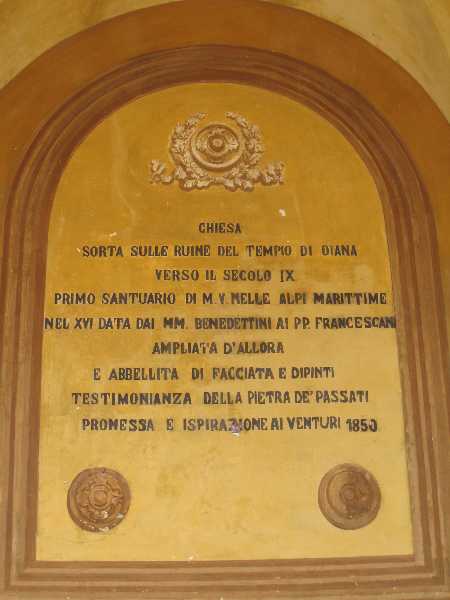 CHIESA
SORTA SULLE RUINE DEL TEMPIO DI DIANA
VERSO IL SECOLO IX
PRIMO SANTUARIO DI M.V. NELLE ALPI MARITTIME
NEL XVI DATA DAI MM. BENEDETTINI AI PP. FRANCESCANI
AMPLIATA D'ALLORA
E ABBELLITA DI FACCIATA E DIPINTI
TESTIMONIANZA DELLA PIETRA DE' PASSATI
PROMESSA E ISPIRAZIONE AI VENTURI 1850